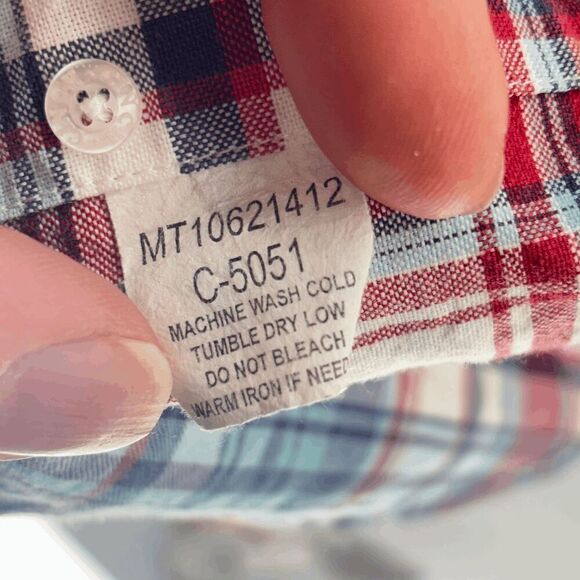 MT10621412
C-5051
MACHINE WASH COLD
TUMBLE DRY LOW
DO NOT BLEACH
WARM IRON IF NEED